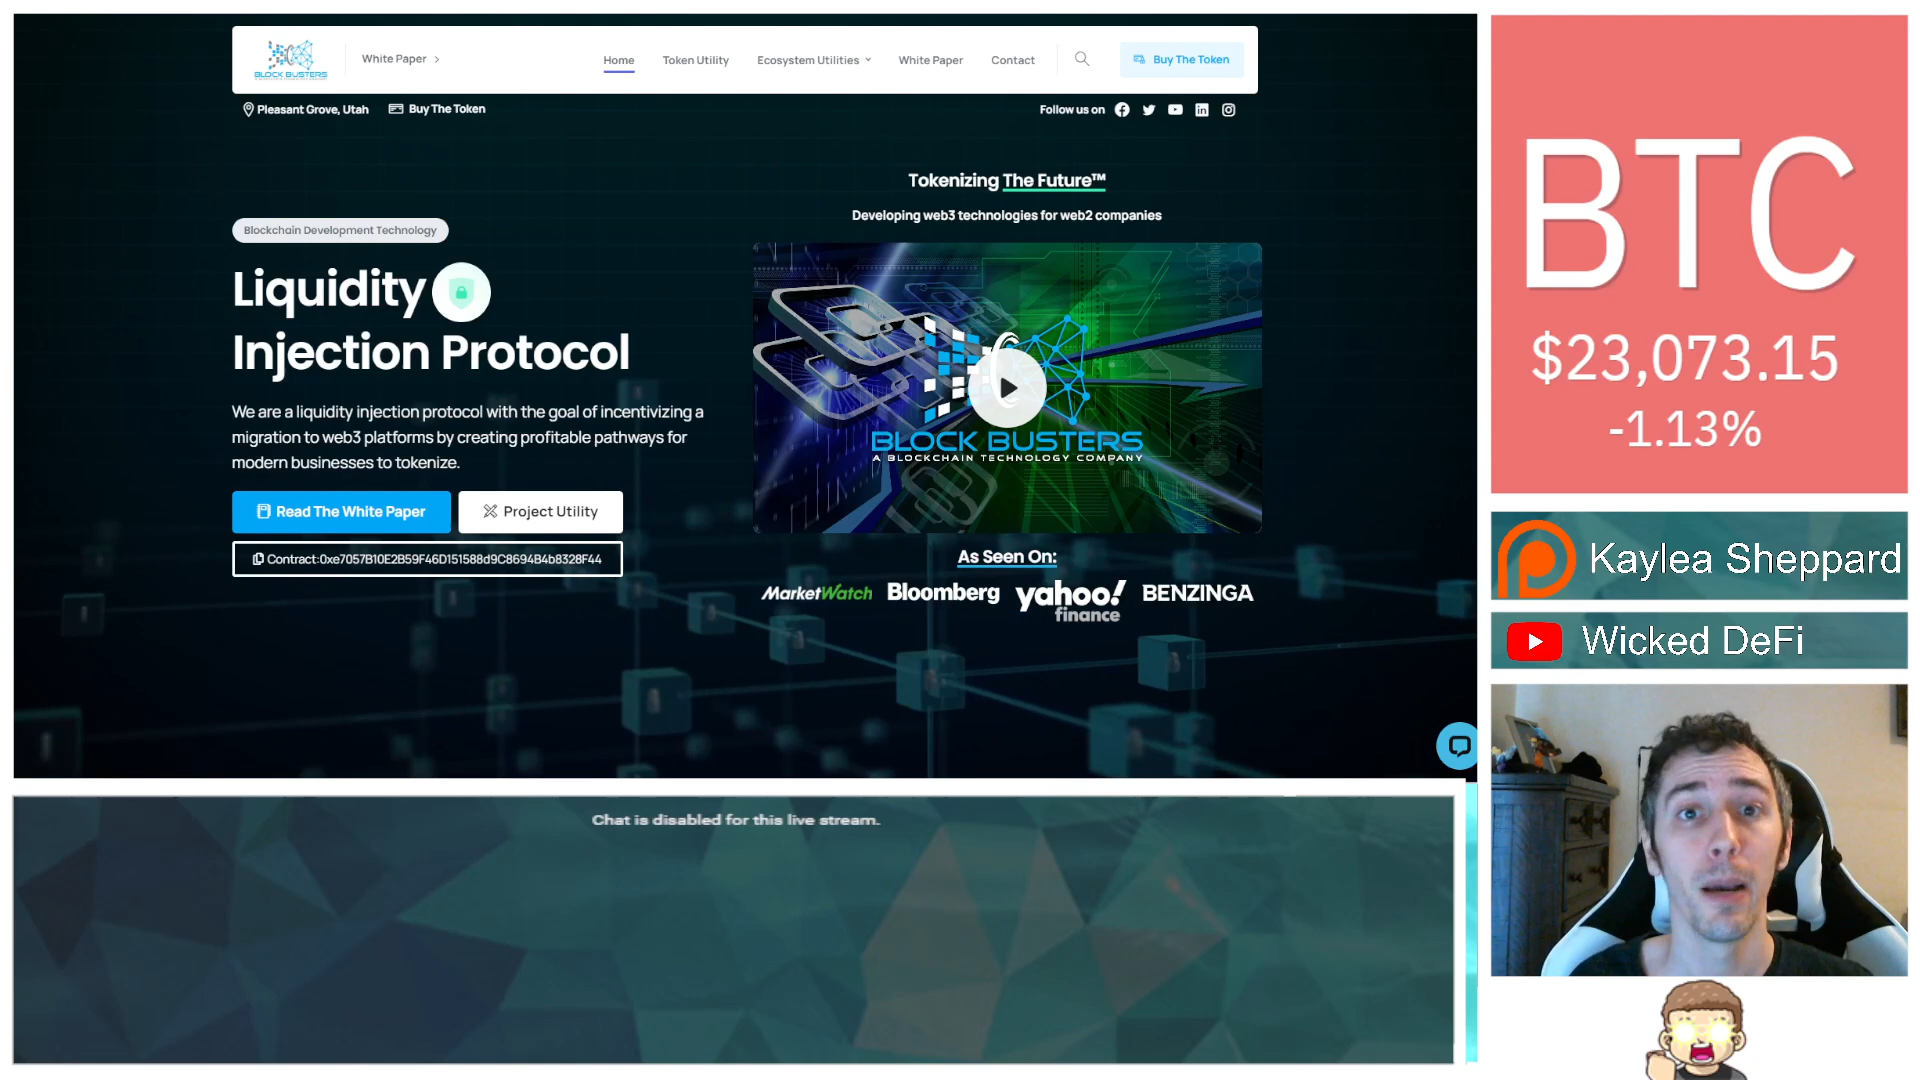 BLOCK BUSTERS
White Paper
Home
Token Utility
Ecosystem Utilities
White Paper
Contact
Buy The Token
Pleasant Grove, Utah
Buy The Token
Follow us on
Tokenizing The Future™
Developing web3 technologies for web2 companies
Blockchain Development Technology
Liquidity
Injection Protocol
We are a liquidity injection protocol with the goal of incentivizing a
migration to web3 platforms by creating profitable pathways for
modern businesses to tokenize.
Read The White Paper
Project Utility
Contract:0xe7057B10E2B59F46D151588d9C8694B4b8328F44
BLOCK BUSTERS
A BLOCKCHAIN TECHNOLOGY COMPANY
As Seen On:
MarketWatch
Bloomberg
yahoo!
finance
BENZINGA
BTC
$23,073.15
-1.13%
Kaylea Sheppard
Wicked DeFi
Chat is disabled for this live stream.